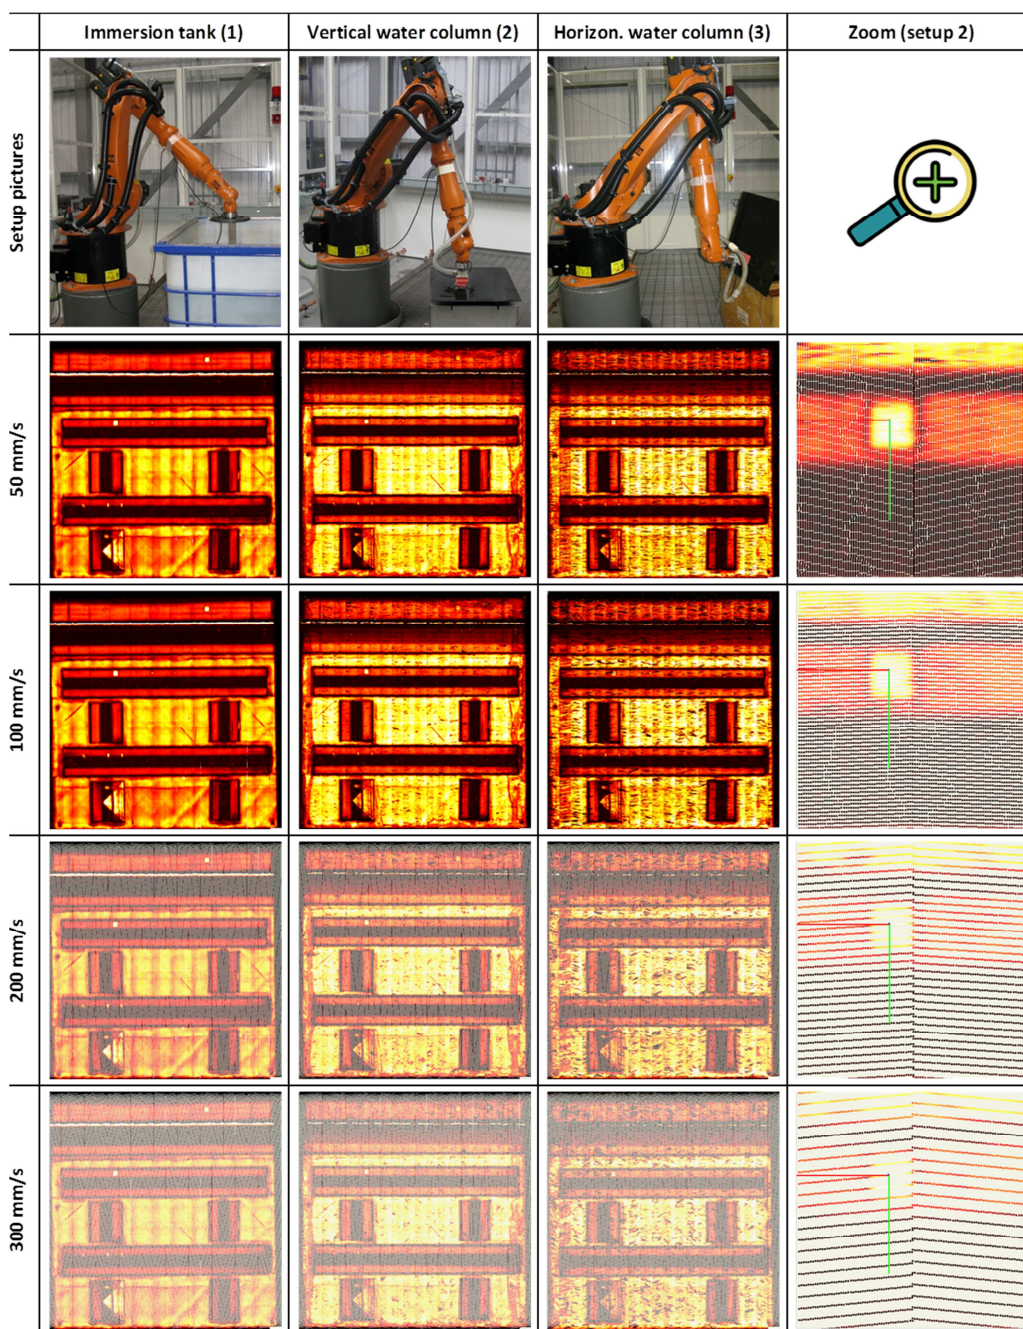 Immersion tank (1)
Vertical water column (2)
Horizon. water column (3)
Zoom (setup 2)
Setup pictures
50 mm/s
100 mm/s
200 mm/s
300 mm/s